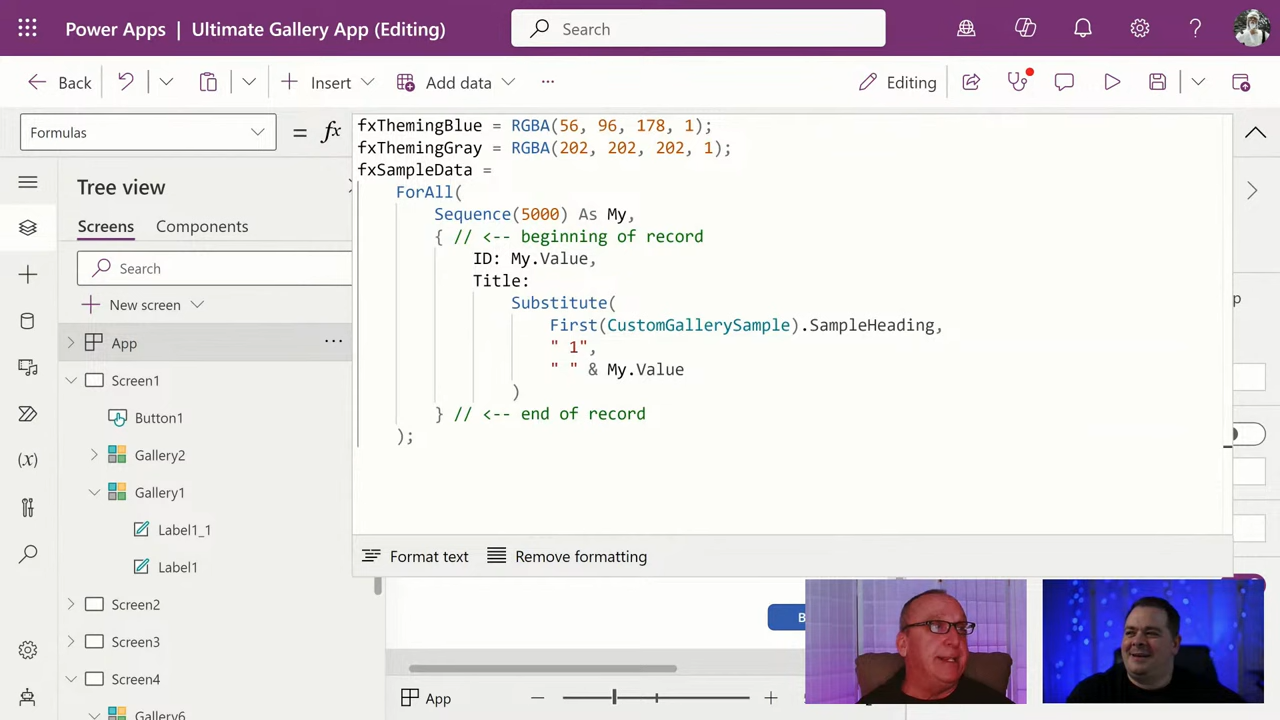 Power Apps | Ultimate Gallery App (Editing)
Search
Back
Insert
Add data
Editing
Formulas
= fx
fxThemingBlue = RGBA(56, 96, 178, 1);
fxThemingGray = RGBA(202, 202, 202, 1);
fxSampleData =
ForAll(
Sequence(5000) As My,
{ // <-- beginning of record
ID: My.Value,
Title:
Substitute(
First(CustomGallerySample).SampleHeading,
" 1",
" " & My.Value
)
} // <-- end of record
);
Format text
Remove formatting
Tree view
Screens
Components
Search
New screen
App
Screen1
Button1
Gallery2
Gallery1
Label1_1
Label1
Screen2
Screen3
Screen4
Gallery6
App